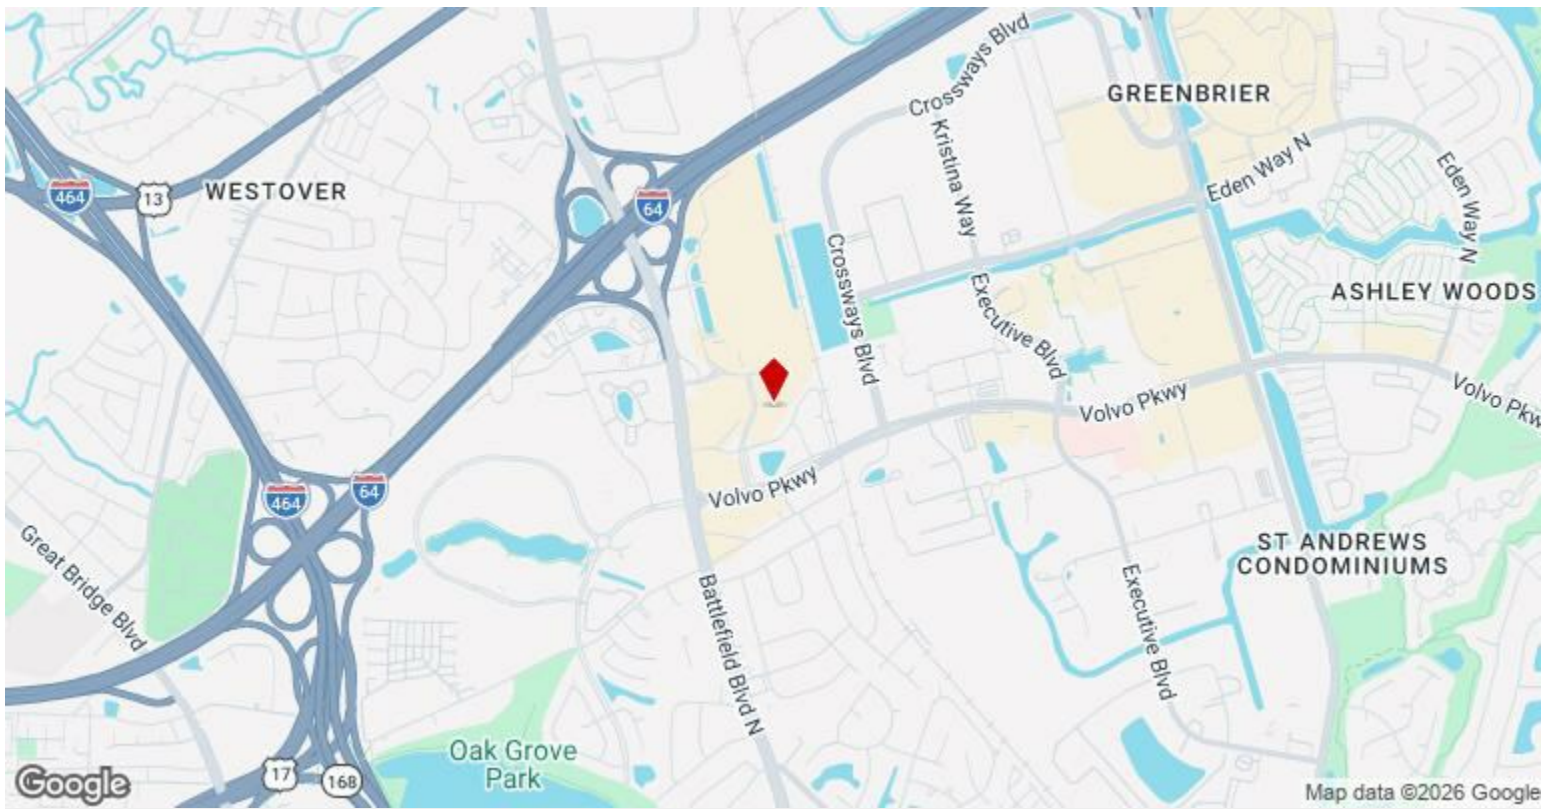 Crossways Blvd
GREENBRIER
Kristina Way
Eden Way N
Eden Way N
464
13
WESTOVER
64
Crossways Blvd
Executive Blvd
ASHLEY WOODS
Volvo Pkwy
Volvo Pkw
Volvo Pkwy
464
64
Great Bridge Blvd
ST ANDREWS
CONDOMINIUMS
Battlefield Blvd N
Executive Blvd
Oak Grove
Park
17
168
Google
Map data ©2026 Google